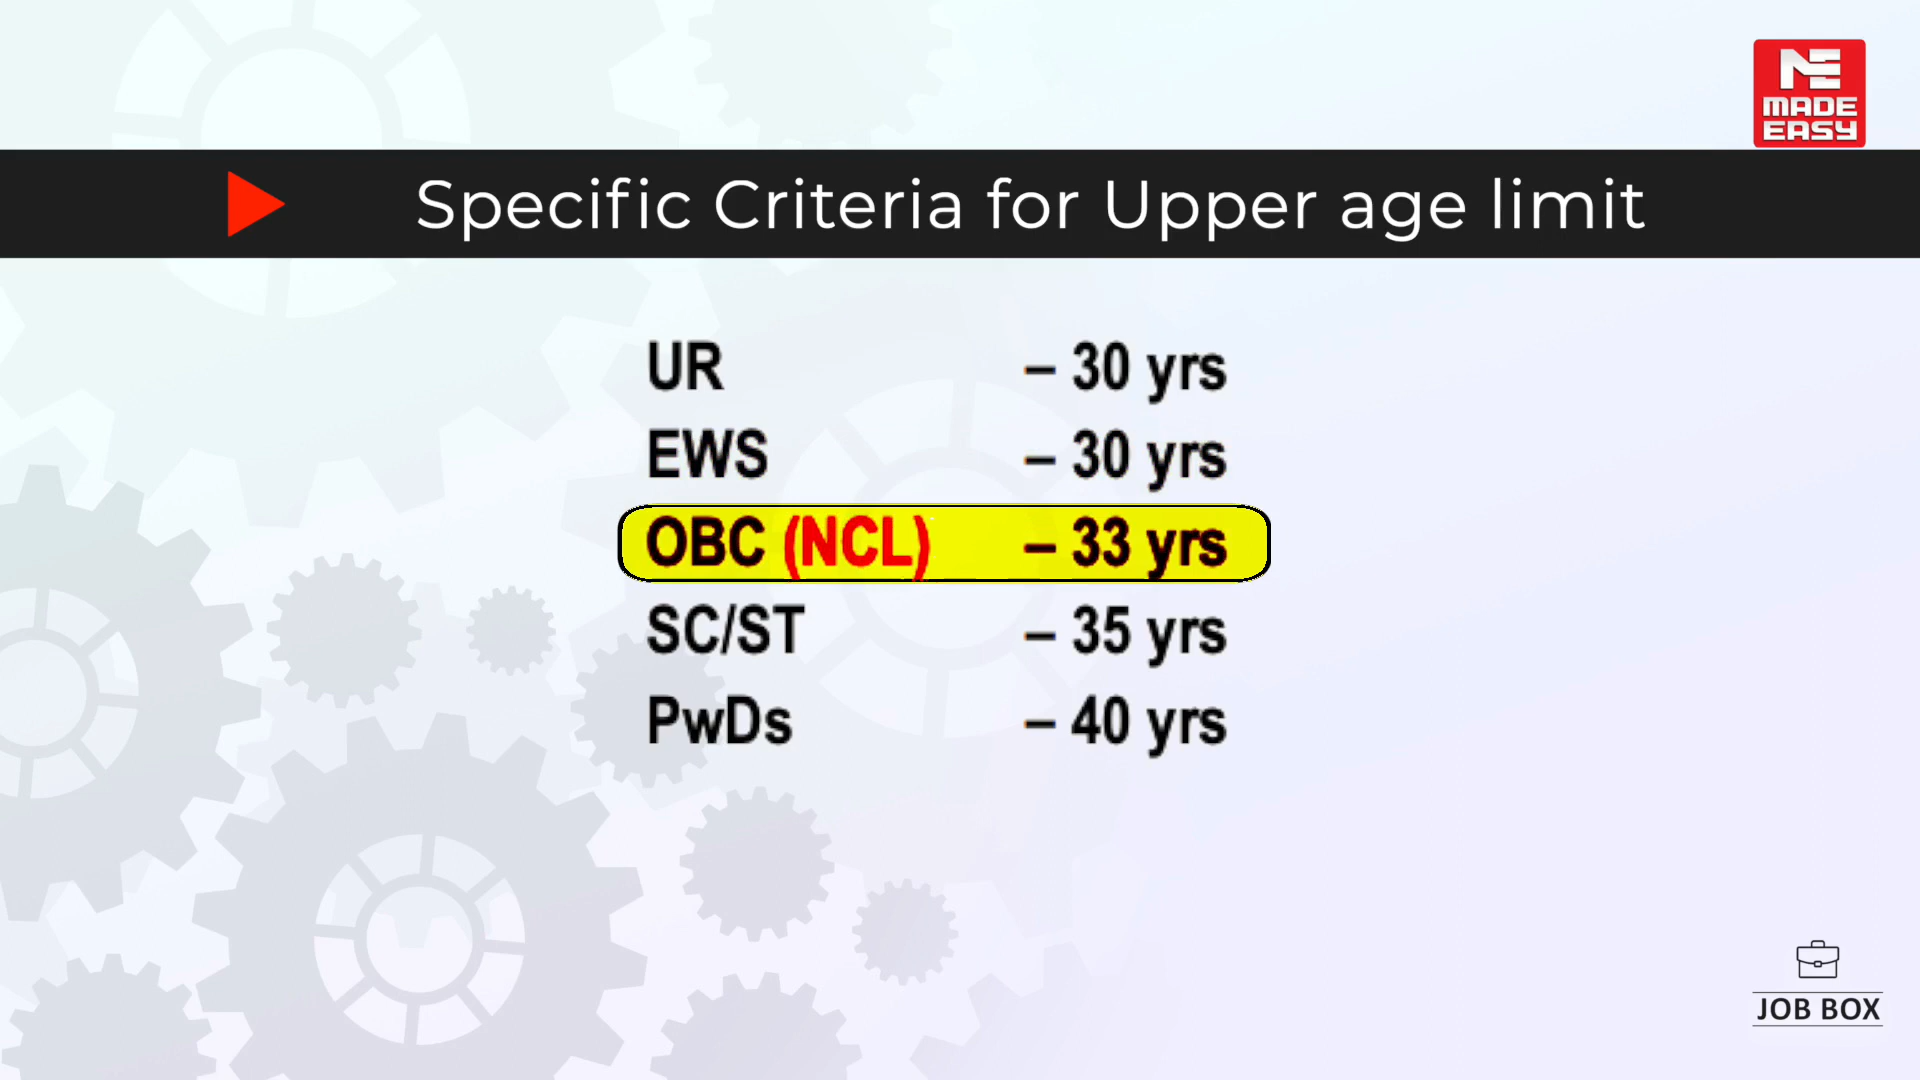 ME
MADE
EASY
Specific Criteria for Upper age limit
UR – 30 yrs
EWS – 30 yrs
OBC (NCL) – 33 yrs
SC/ST – 35 yrs
PwDs – 40 yrs
JOB BOX